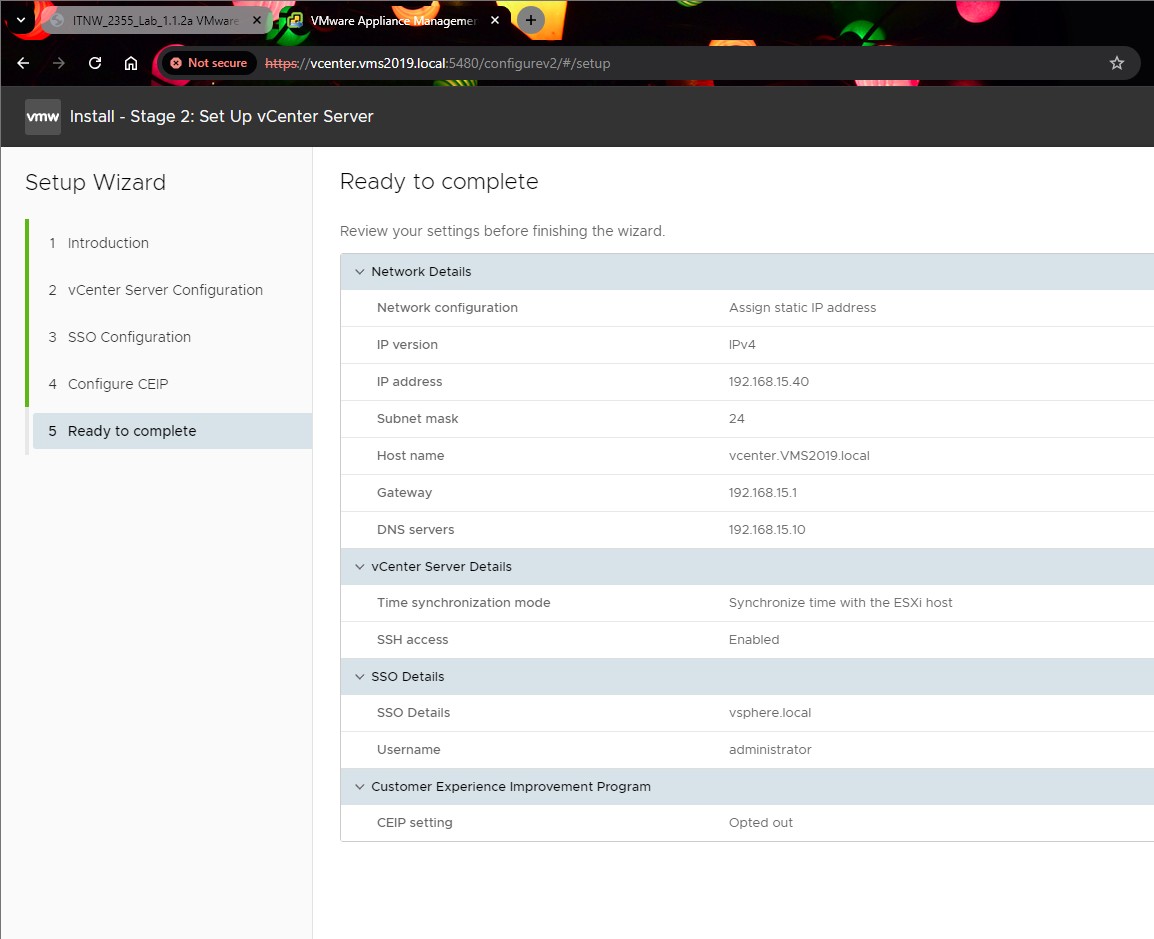 ITNW_2355_Lab_1.1.2a VMware
VMware Appliance Managemer
Not secure https://vcenter.vms2019.local:5480/configurev2/#/setup
vmw Install - Stage 2: Set Up vCenter Server
Setup Wizard
1 Introduction
2 vCenter Server Configuration
3 SSO Configuration
4 Configure CEIP
5 Ready to complete
Ready to complete
Review your settings before finishing the wizard.
Network Details
Network configuration Assign static IP address
IP version IPv4
IP address 192.168.15.40
Subnet mask 24
Host name vcenter.VMS2019.local
Gateway 192.168.15.1
DNS servers 192.168.15.10
vCenter Server Details
Time synchronization mode Synchronize time with the ESXi host
SSH access Enabled
SSO Details
SSO Details vsphere.local
Username administrator
Customer Experience Improvement Program
CEIP setting Opted out